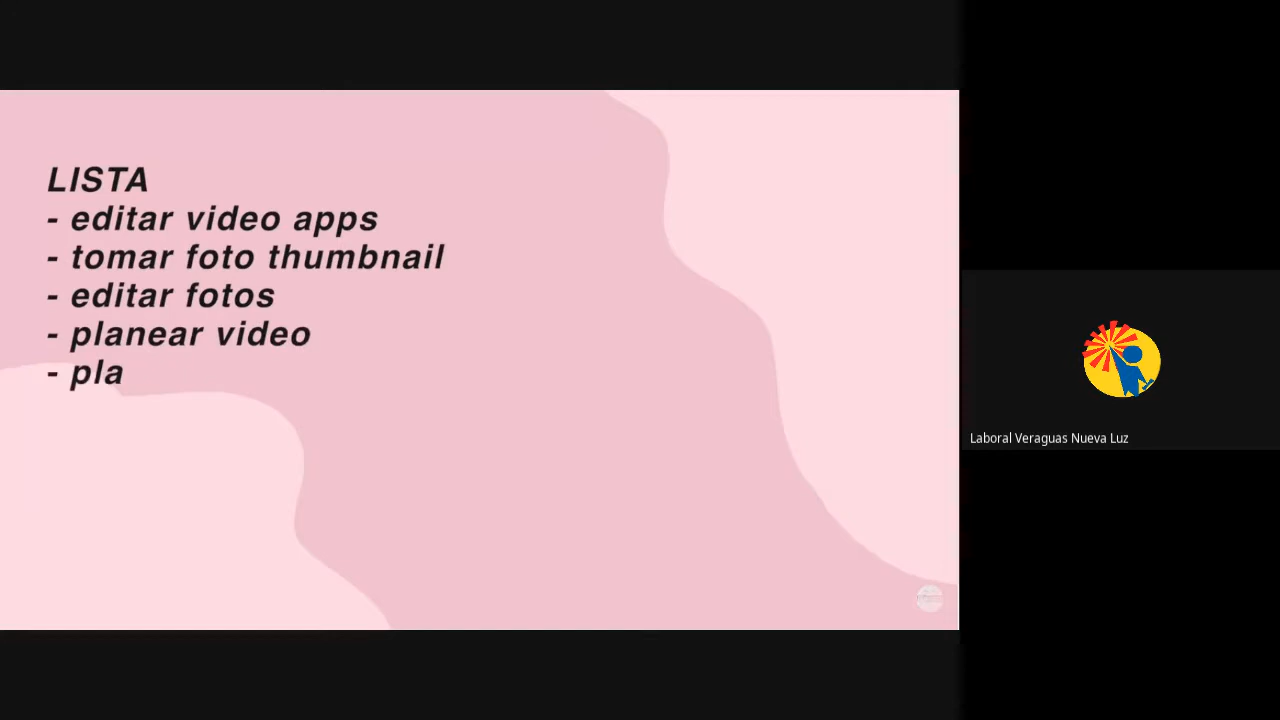 LISTA
- editar video apps
- tomar foto thumbnail
- editar fotos
- planear video
- pla
Laboral Veraguas Nueva Luz